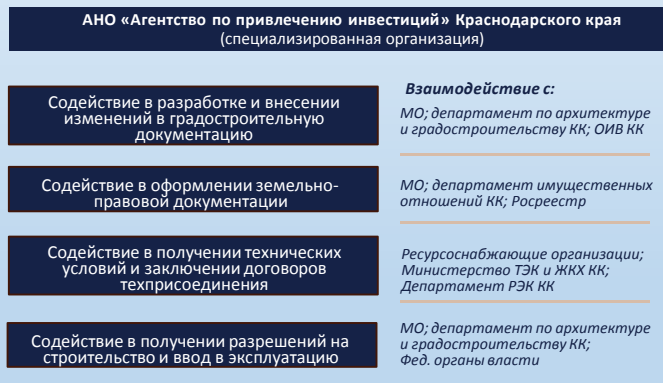 АНО «Агентство по привлечению инвестиций» Краснодарского края
(специализированная организация)
Взаимодействие с:
Содействие в разработке и внесении
изменений в градостроительную
документацию
МО; департамент по архитектуре
и градостроительству КК; ОИВ КК
Содействие в оформлении земельно-
правовой документации
МО; департамент имущественных
отношений КК; Росреестр
Содействие в получении технических
условий и заключении договоров
техприсоединения
Ресурсоснабжающие организации;
Министерство ТЭК и ЖКХ КК;
Департамент РЭК КК
Содействие в получении разрешений на
строительство и ввод в эксплуатацию
МО; департамент по архитектуре
и градостроительству КК;
Фед. органы власти